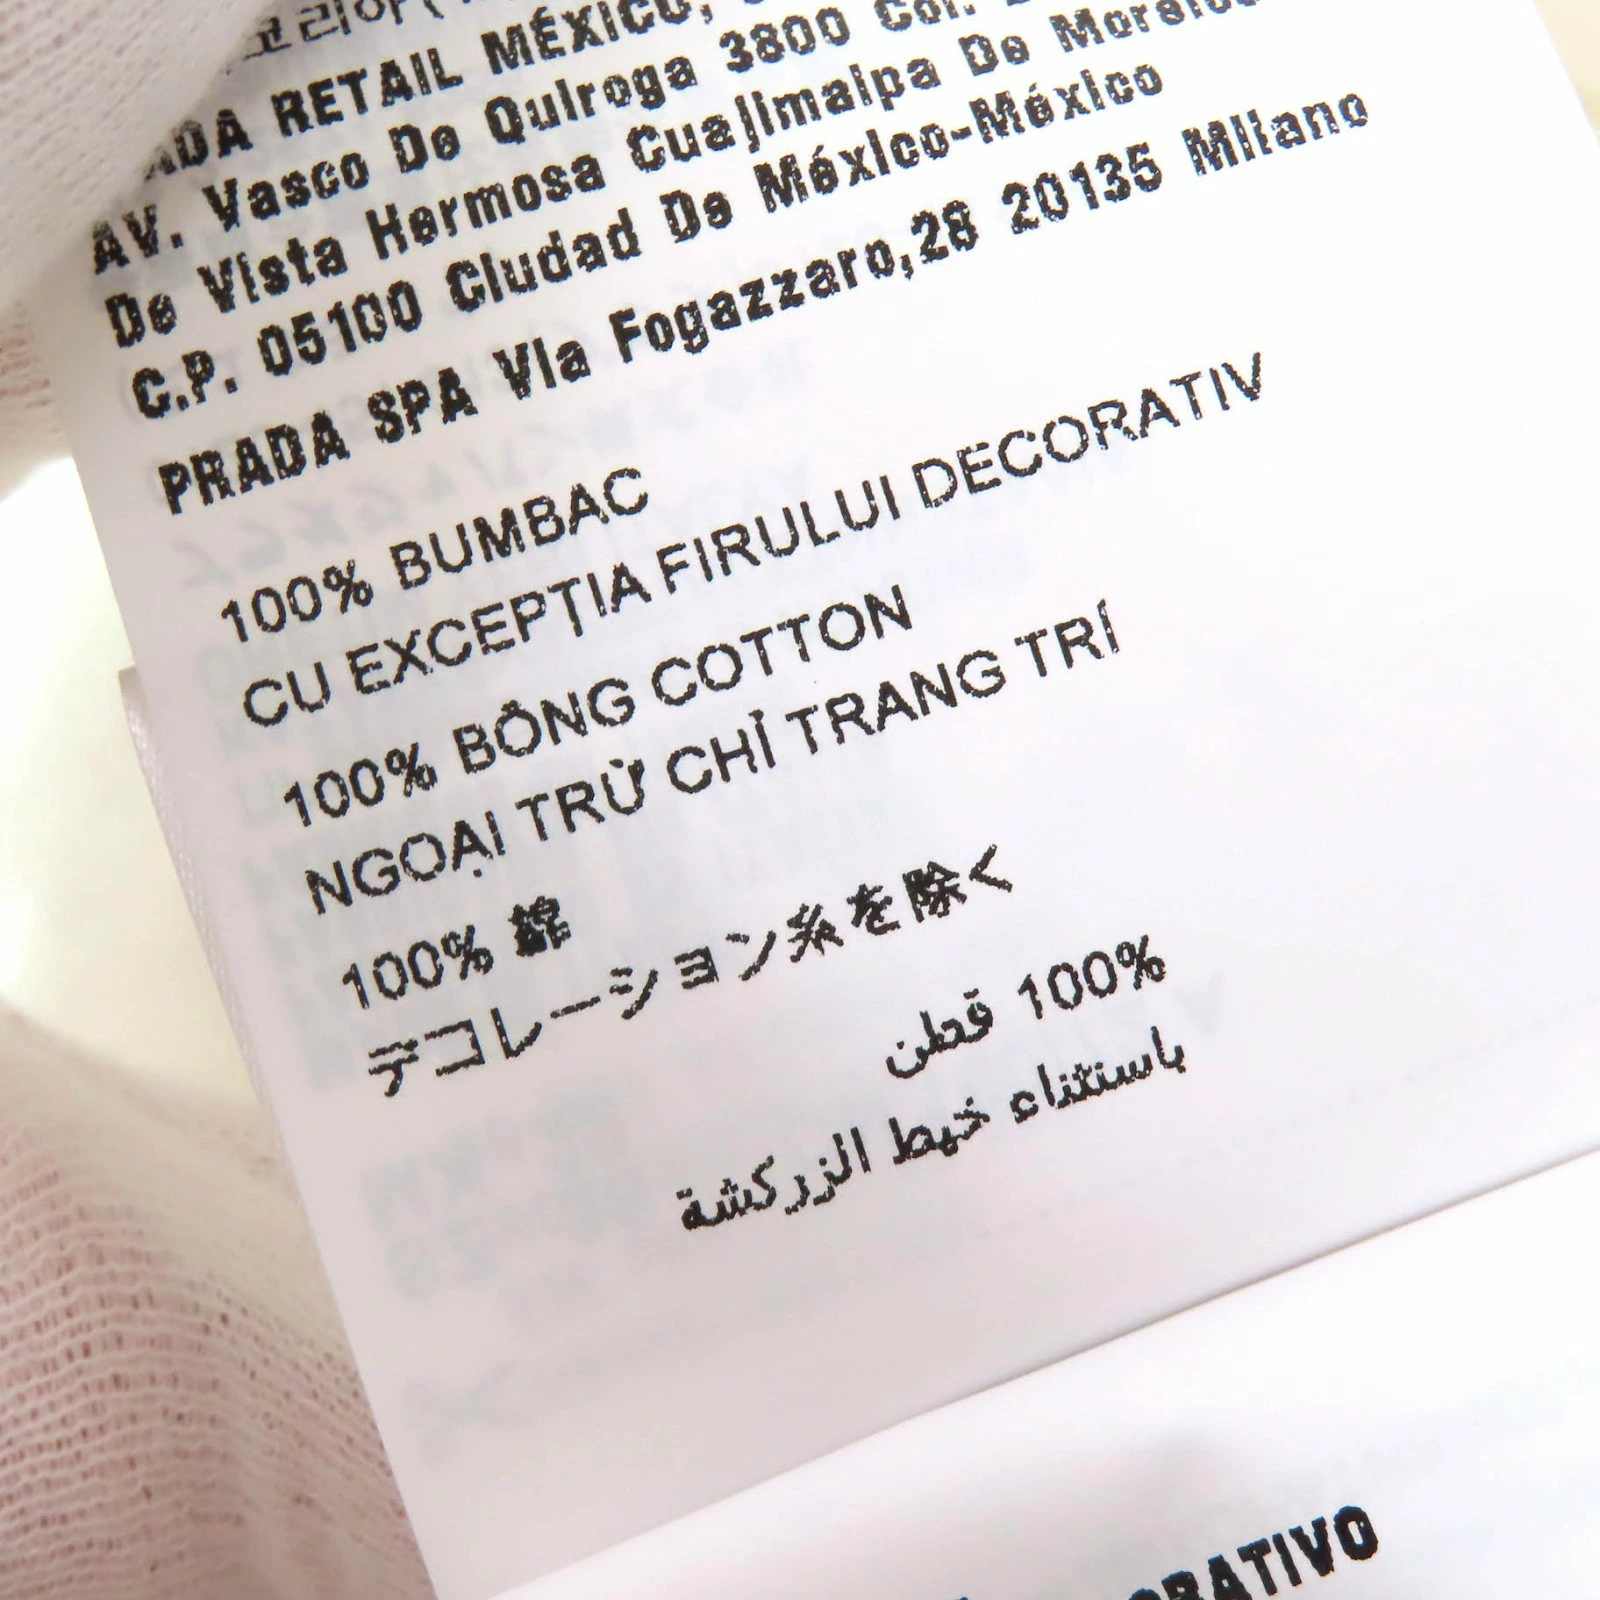 코리아
RETAIL MÉXICO,
AV. Vasco De Quiroga 3800 Col.
De Vista Hermosa Cuajimalpa De Morelos
C.P. 05100 Ciudad De México-México
PRADA SPA Via Fogazzaro,28 20135 Milano
100% BUMBAC
CU EXCEPȚIA FIRULUI DECORATIV
100% BÔNG COTTON
NGOẠI TRỪ CHỈ TRANG TRÍ
100% 綿
デコレーション糸を除く
100% قطن
باستثناء خيط الزركشة